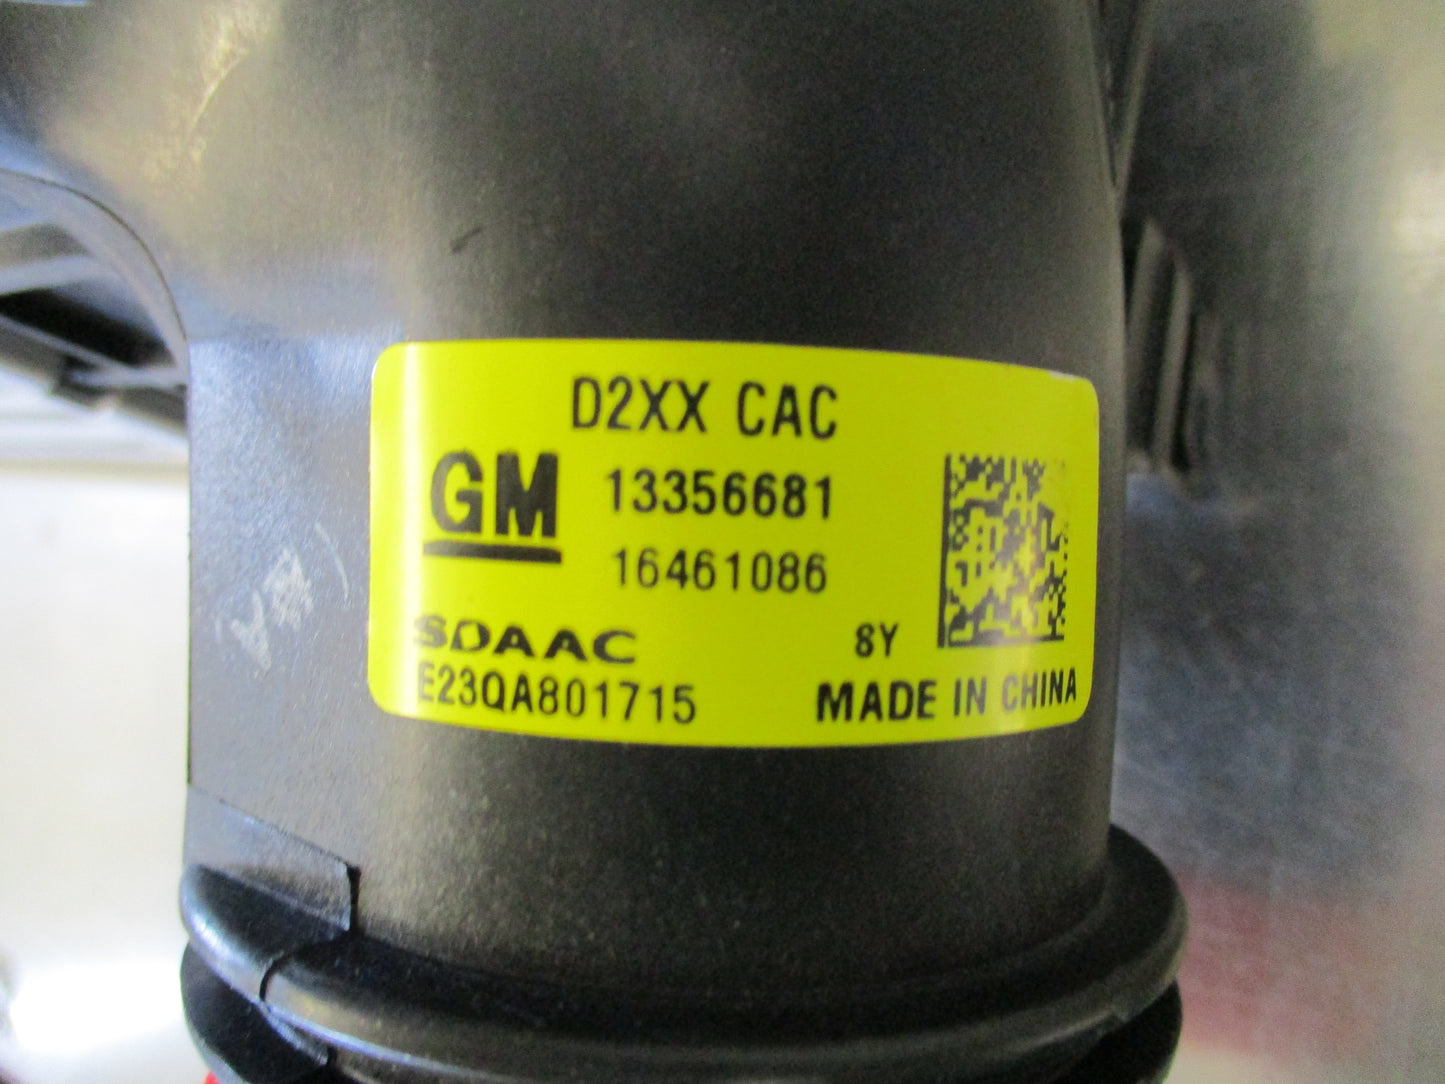 D2XX CAC
GM 13356681
16461086
SDAAC
8Y
E23QA801715
MADE IN CHINA